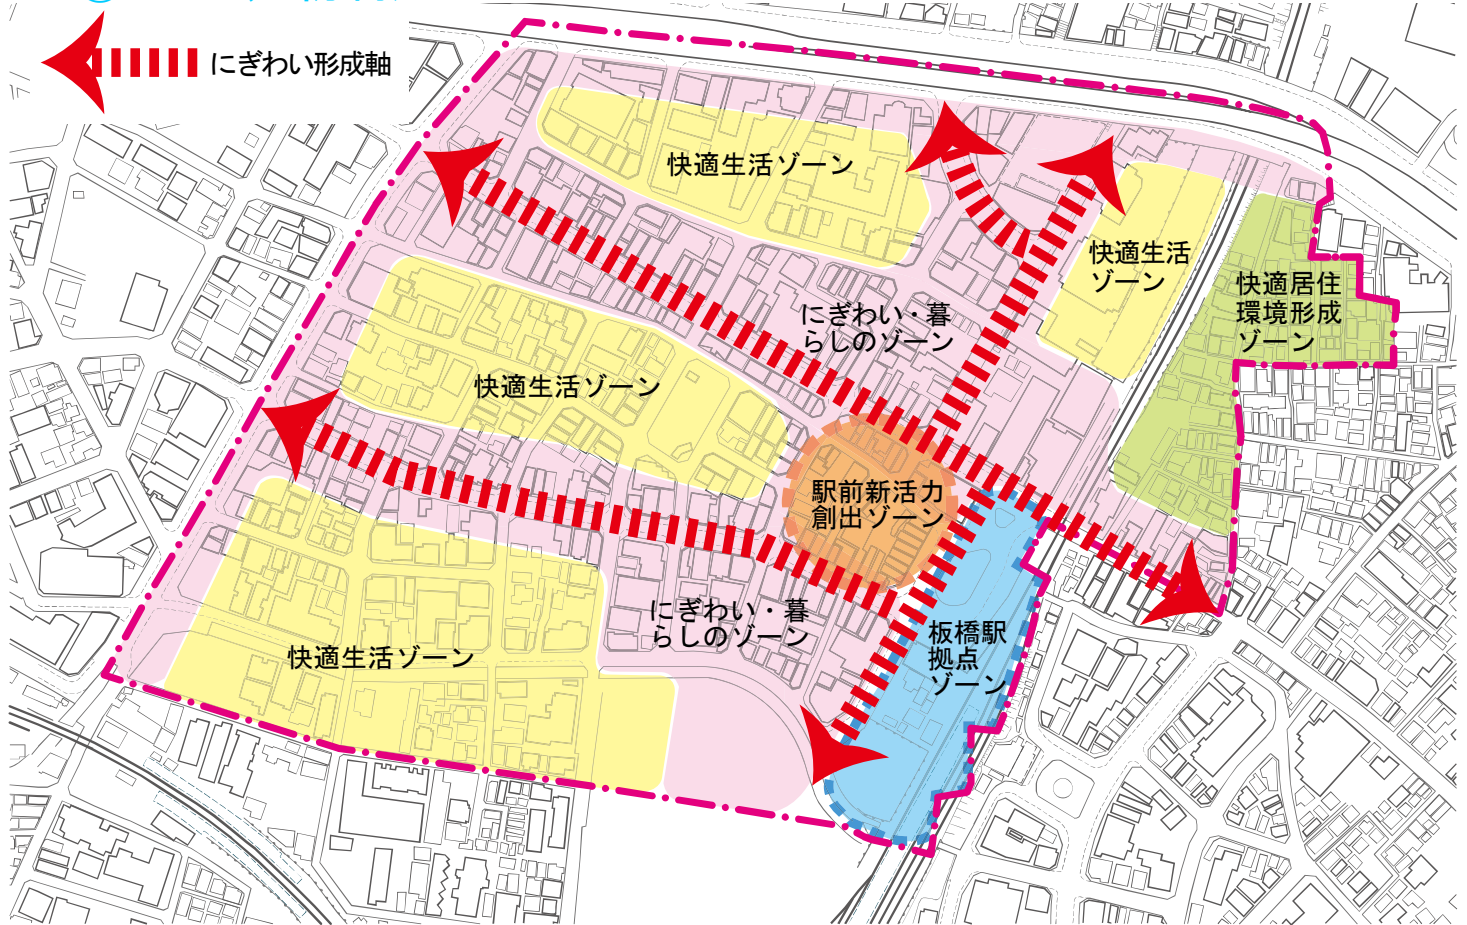 にぎわい形成軸
快適生活ゾーン
快適生活
ゾーン
快適居住
環境形成
ゾーン
にぎわい・暮
らしのゾーン
快適生活ゾーン
駅前新活力
創出ゾーン
にぎわい・暮
らしのゾーン
板橋駅
拠点
ゾーン
快適生活ゾーン